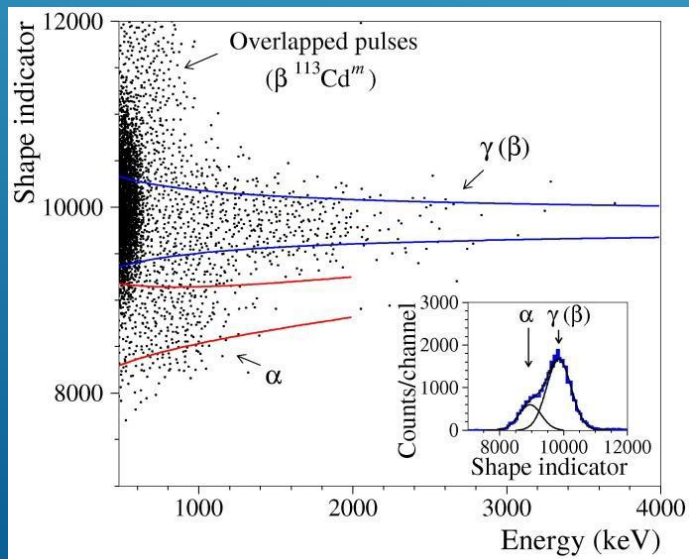 12000
Overlapped pulses
(β ¹¹³Cdᵐ)
γ(β)
10000
8000
α
1000
2000
3000
4000
Shape indicator
Energy (keV)
3000
2000
1000
0
α
γ(β)
8000
10000
12000
Counts/channel
Shape indicator